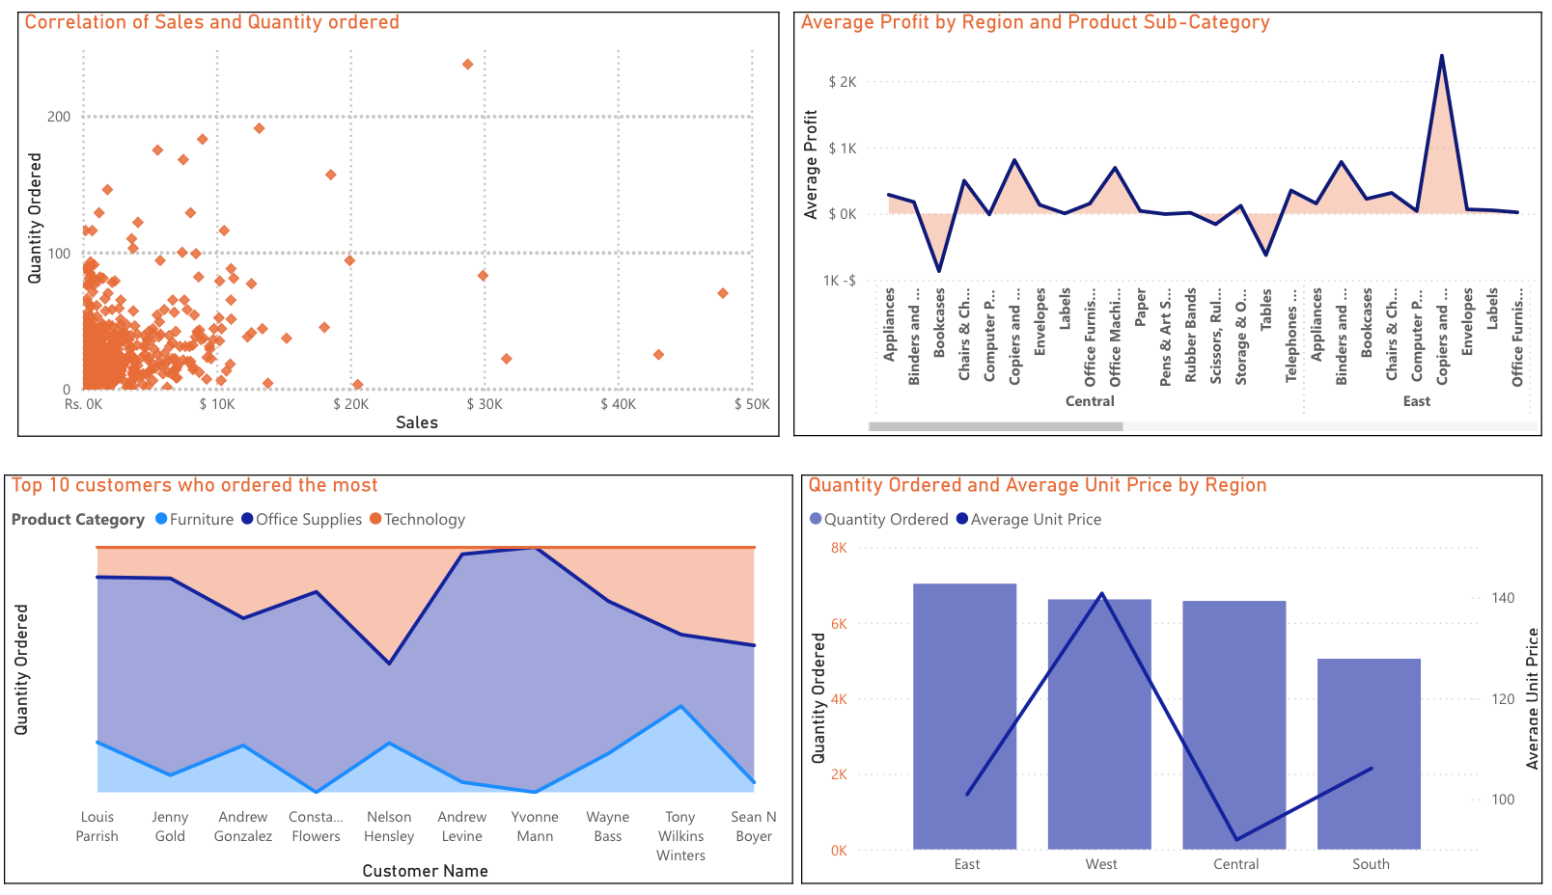 Correlation of Sales and Quantity ordered
Quantity Ordered
200
100
0
Rs. 0K
$ 10K
$ 20K
$ 30K
$ 40K
$ 50K
Sales
Average Profit by Region and Product Sub-Category
Average Profit
$ 2K
$ 1K
$ 0K
1K -$
Appliances
Binders and ...
Bookcases
Chairs & Ch...
Computer P...
Copiers and ...
Envelopes
Labels
Office Furnis...
Office Machi...
Paper
Pens & Art S...
Rubber Bands
Scissors, Rul...
Storage & O...
Tables
Telephones ...
Appliances
Binders and ...
Bookcases
Chairs & Ch...
Computer P...
Copiers and ...
Envelopes
Labels
Office Furnis...
Central
East
Top 10 customers who ordered the most
Product Category Furniture Office Supplies Technology
Quantity Ordered
Louis
Parrish
Jenny
Gold
Andrew
Gonzalez
Consta...
Flowers
Nelson
Hensley
Andrew
Levine
Yvonne
Mann
Wayne
Bass
Tony
Wilkins
Winters
Sean N
Boyer
Customer Name
Quantity Ordered and Average Unit Price by Region
Quantity Ordered Average Unit Price
Quantity Ordered
8K
6K
4K
2K
0K
140
120
100
Average Unit Price
East
West
Central
South